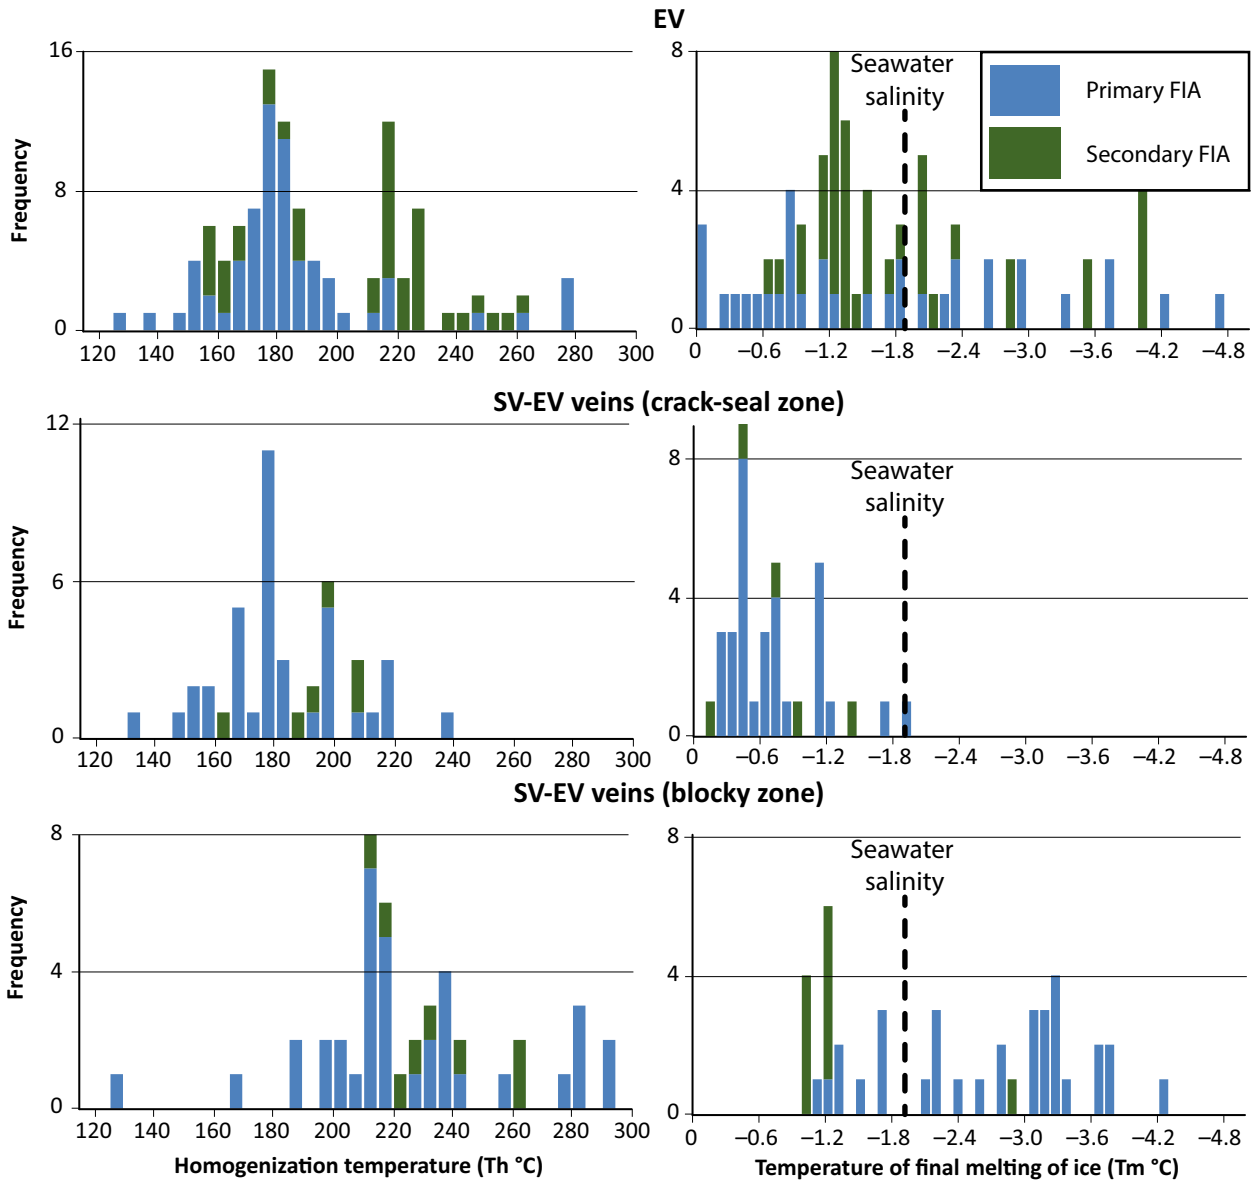 EV
16
8
0
Frequency
120 140 160 180 200 220 240 260 280 300
8
4
0
Seawater
salinity
Primary FIA
Secondary FIA
0 −0.6 −1.2 −1.8 −2.4 −3.0 −3.6 −4.2 −4.8
SV-EV veins (crack-seal zone)
12
6
0
Frequency
120 140 160 180 200 220 240 260 280 300
8
4
0
Seawater
salinity
0 −0.6 −1.2 −1.8 −2.4 −3.0 −3.6 −4.2 −4.8
SV-EV veins (blocky zone)
8
4
0
Frequency
120 140 160 180 200 220 240 260 280 300
Homogenization temperature (Th °C)
8
4
0
Seawater
salinity
0 −0.6 −1.2 −1.8 −2.4 −3.0 −3.6 −4.2 −4.8
Temperature of final melting of ice (Tm °C)